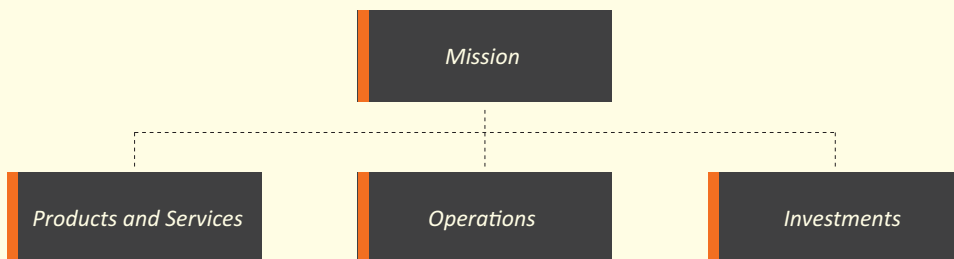 Mission
Products and Services
Operations
Investments